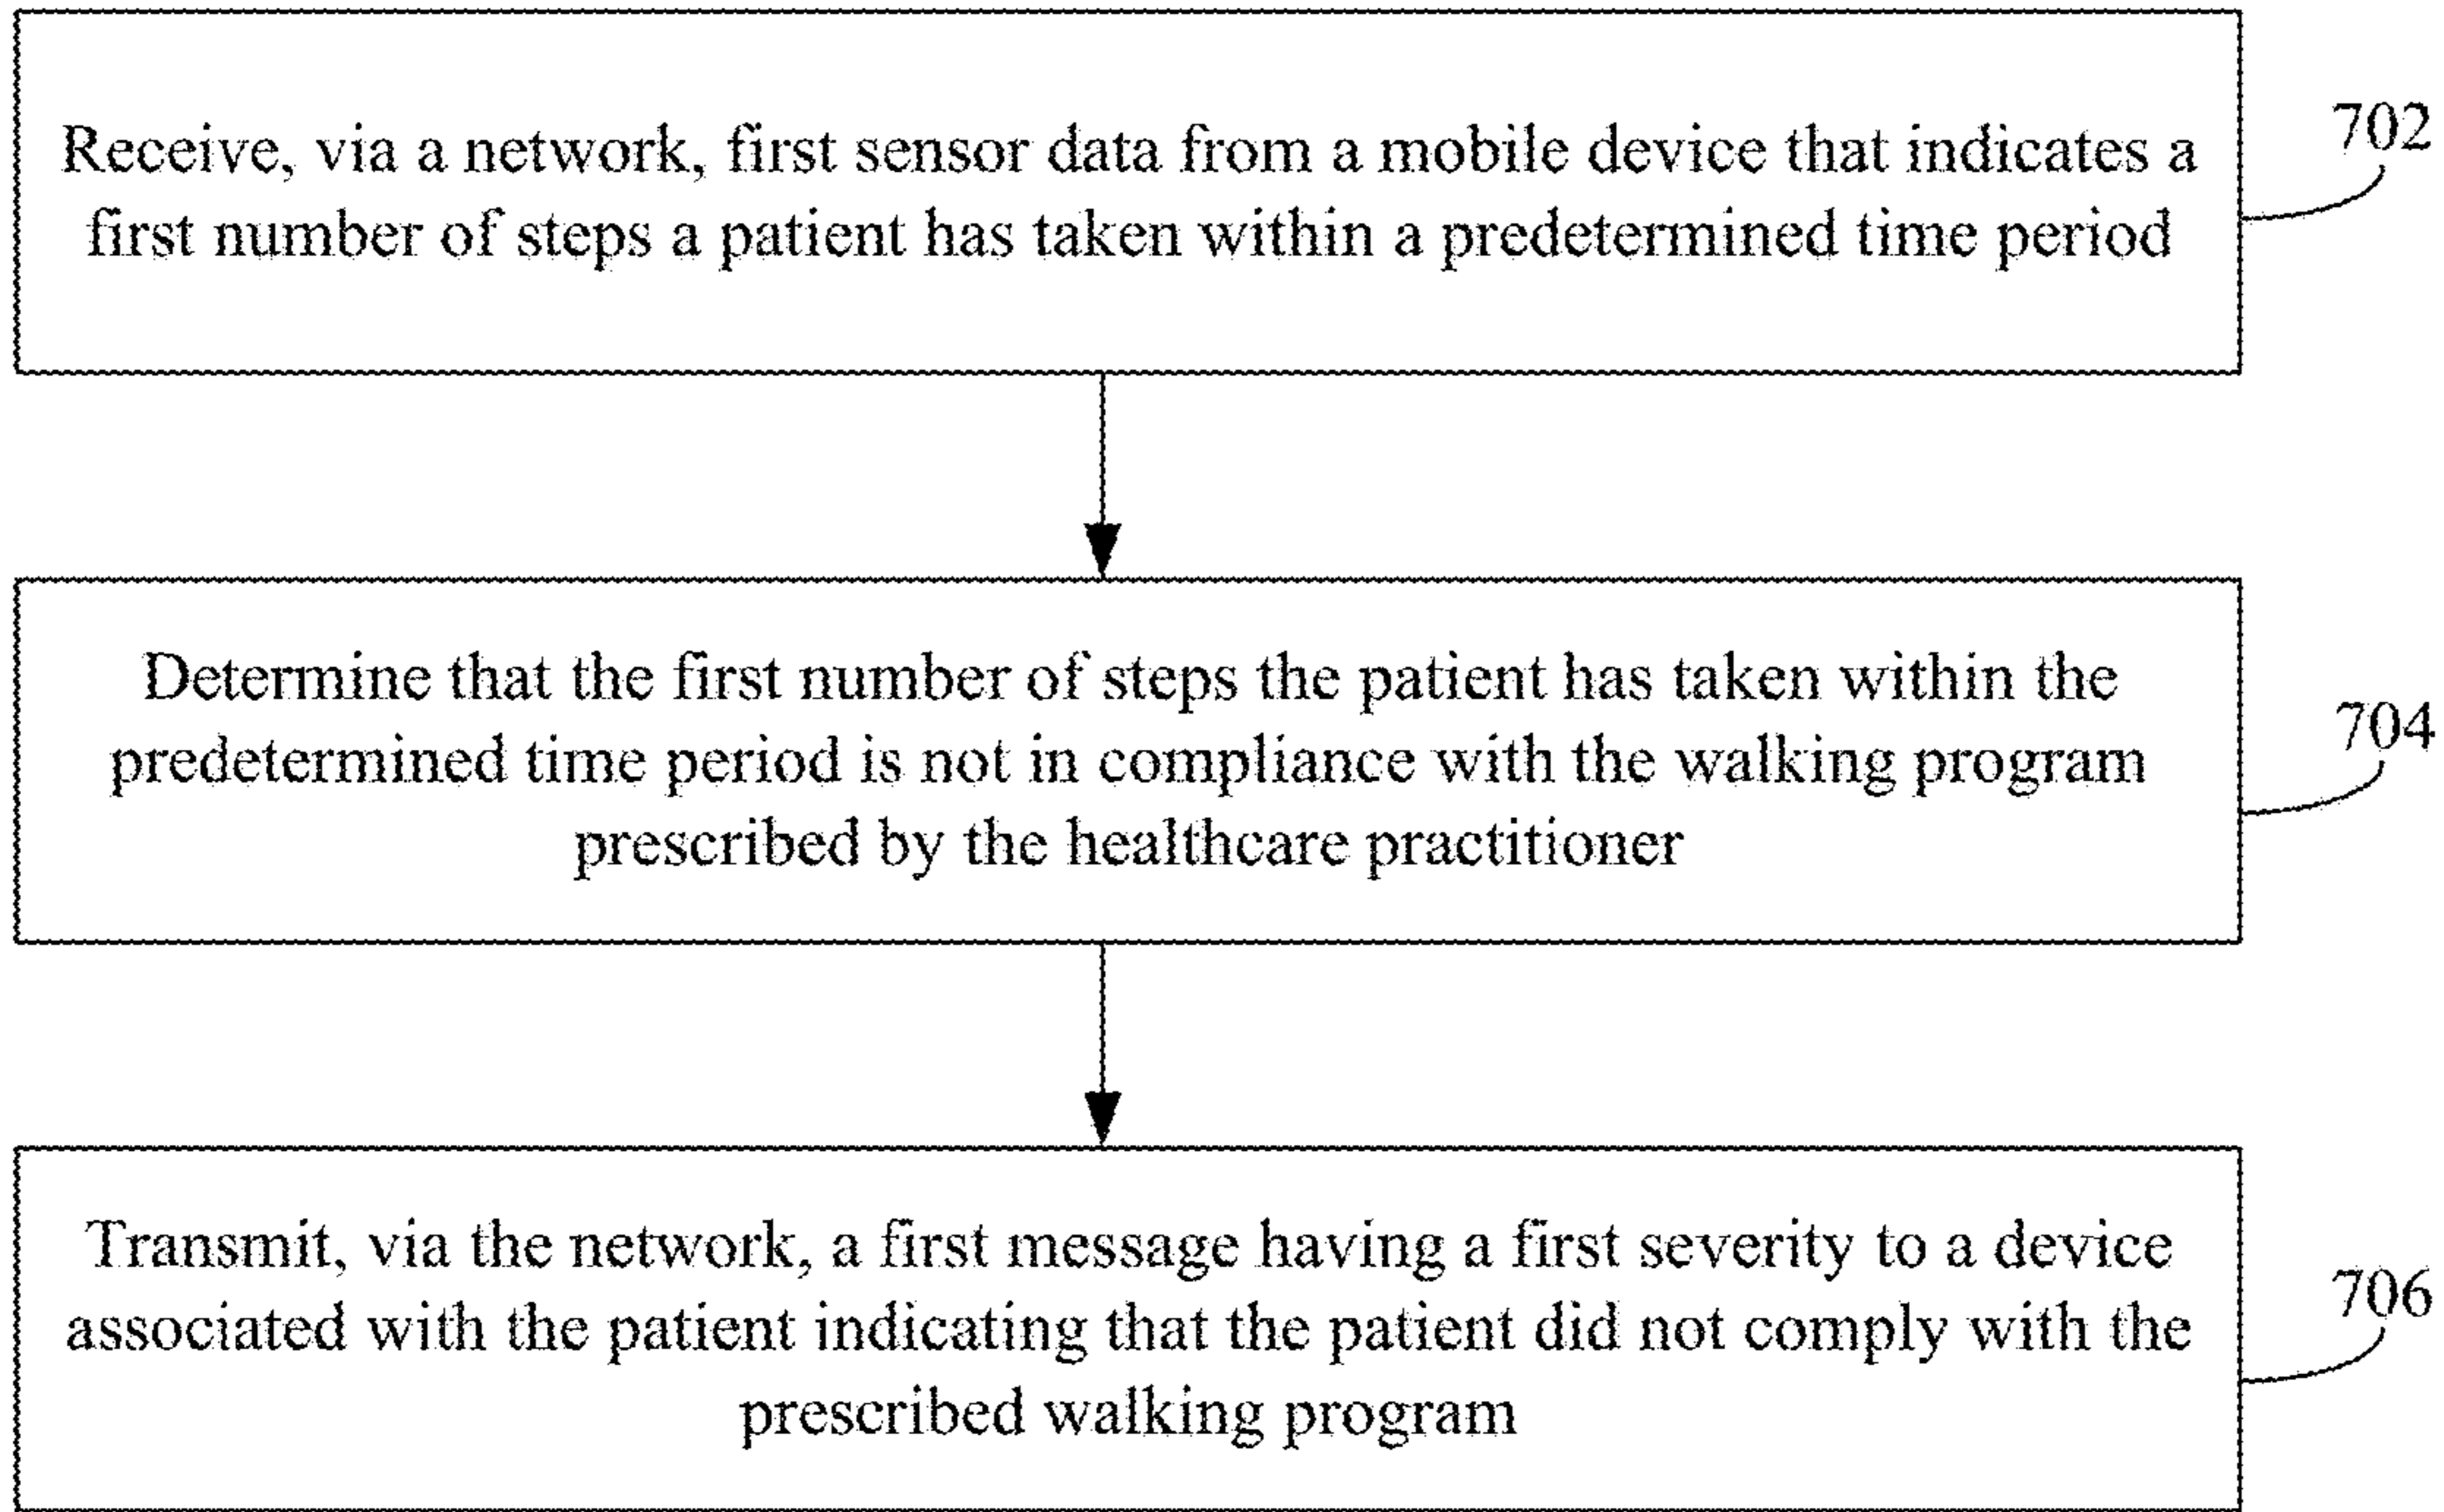 Receive, via a network, first sensor data from a mobile device that indicates a
first number of steps a patient has taken within a predetermined time period
702
Determine that the first number of steps the patient has taken within the
predetermined time period is not in compliance with the walking program
prescribed by the healthcare practitioner
704
Transmit, via the network, a first message having a first severity to a device
associated with the patient indicating that the patient did not comply with the
prescribed walking program
706